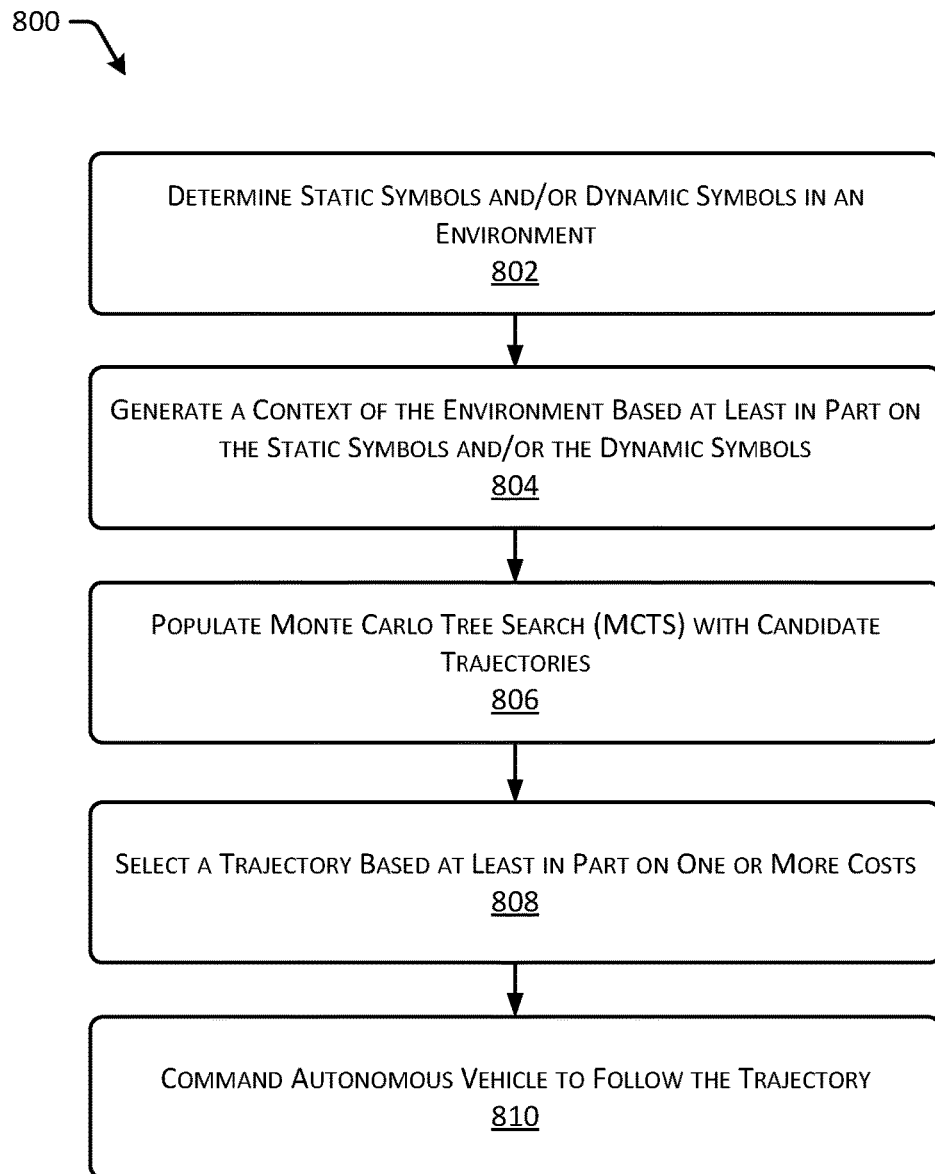 800
DETERMINE STATIC SYMBOLS AND/OR DYNAMIC SYMBOLS IN AN
ENVIRONMENT
802
GENERATE A CONTEXT OF THE ENVIRONMENT BASED AT LEAST IN PART ON
THE STATIC SYMBOLS AND/OR THE DYNAMIC SYMBOLS
804
POPULATE MONTE CARLO TREE SEARCH (MCTS) WITH CANDIDATE
TRAJECTORIES
806
SELECT A TRAJECTORY BASED AT LEAST IN PART ON ONE OR MORE COSTS
808
COMMAND AUTONOMOUS VEHICLE TO FOLLOW THE TRAJECTORY
810